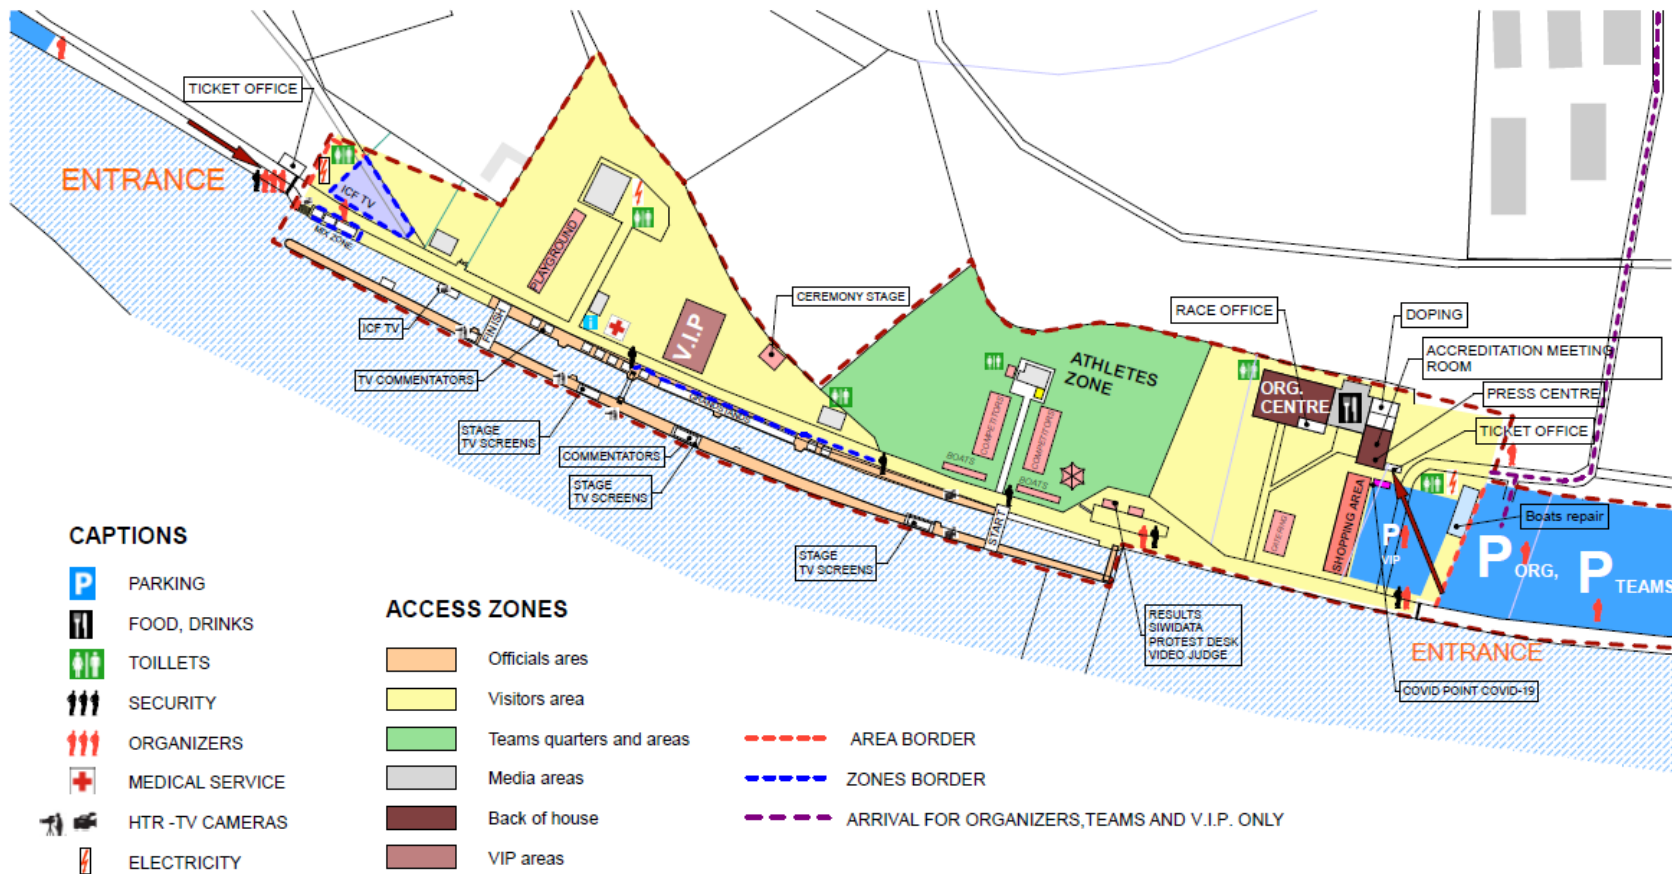 TICKET OFFICE
ENTRANCE
ICF TV
MIX ZONE
PLAYGROUND
ICF TV
FINISH
V.I.P
CEREMONY STAGE
TV COMMENTATORS
GRANDSTANDS
STAGE
TV SCREENS
COMMENTATORS
STAGE
TV SCREENS
ATHLETES
ZONE
COMPETITORS
COMPETITORS
BOATS
BOATS
START
STAGE
TV SCREENS
RACE OFFICE
DOPING
ACCREDITATION MEETING
ROOM
PRESS CENTRE
TICKET OFFICE
ORG.
CENTRE
CATERING
SHOPPING AREA
P
VIP
Boats repair
P ORG,
P TEAMS
RESULTS
SIWIDATA
PROTEST DESK
VIDEO JUDGE
ENTRANCE
COVID POINT COVID-19
CAPTIONS
P PARKING
FOOD, DRINKS
TOILLETS
SECURITY
ORGANIZERS
MEDICAL SERVICE
HTR -TV CAMERAS
ELECTRICITY
ACCESS ZONES
Officials ares
Visitors area
Teams quarters and areas
Media areas
Back of house
VIP areas
AREA BORDER
ZONES BORDER
ARRIVAL FOR ORGANIZERS,TEAMS AND V.I.P. ONLY